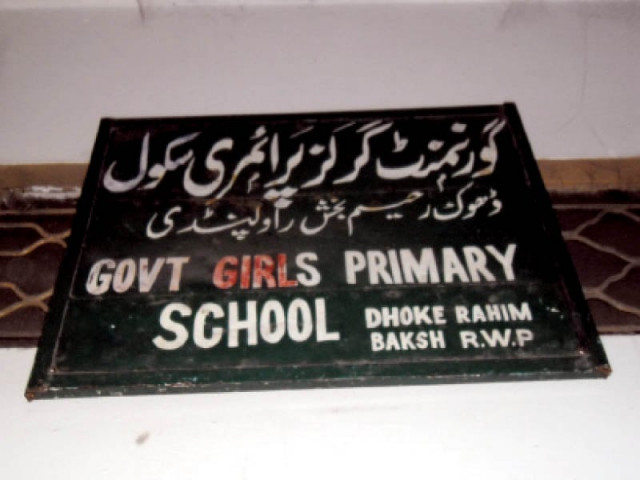 گورنمنٹ گرلز پرائمری سکول
ڈھوک رحیم بخش راولپنڈی
GOVT GIRLS PRIMARY
SCHOOL DHOKE RAHIM
BAKSH R.W.P